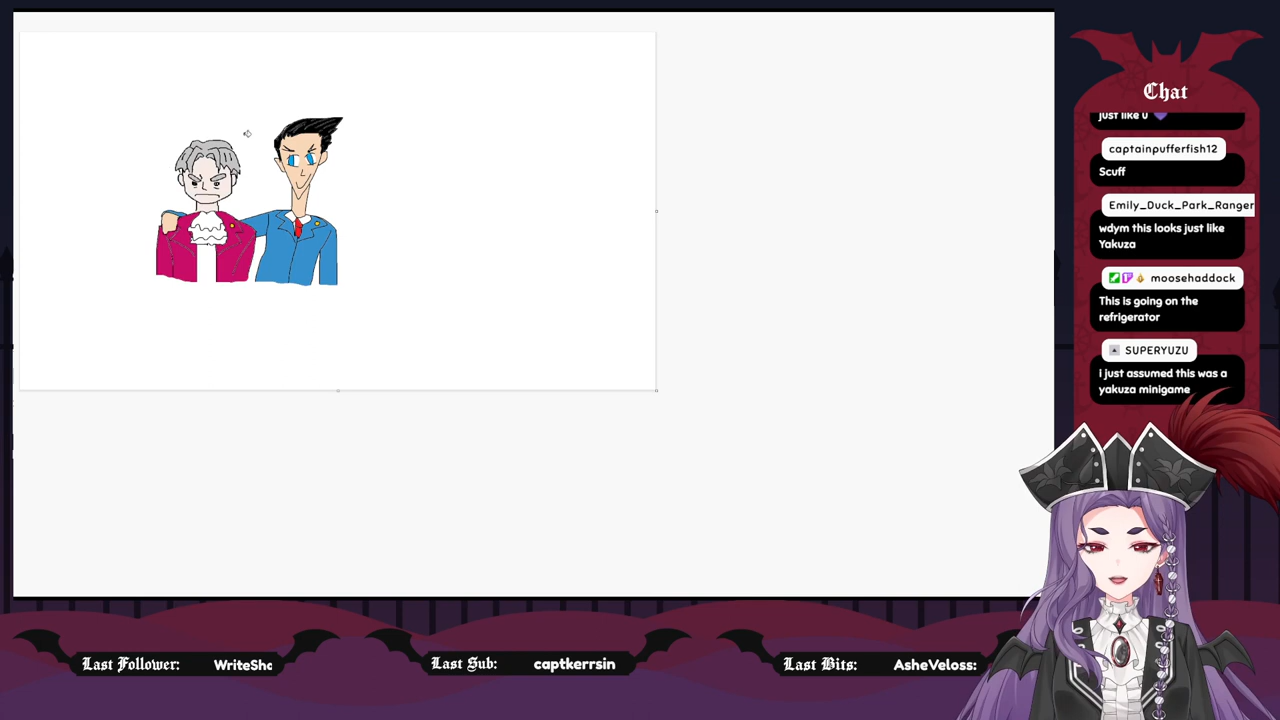 Chat
just like u 💜
captainpufferfish12
Scuff
Emily_Duck_Park_Ranger
wdym this looks just like
Yakuza
moosehaddock
This is going on the
refrigerator
SUPERYUZU
i just assumed this was a
yakuza minigame
Last Follower: WriteSho
Last Sub: captkerrsin
Last Bits: AsheVeloss: